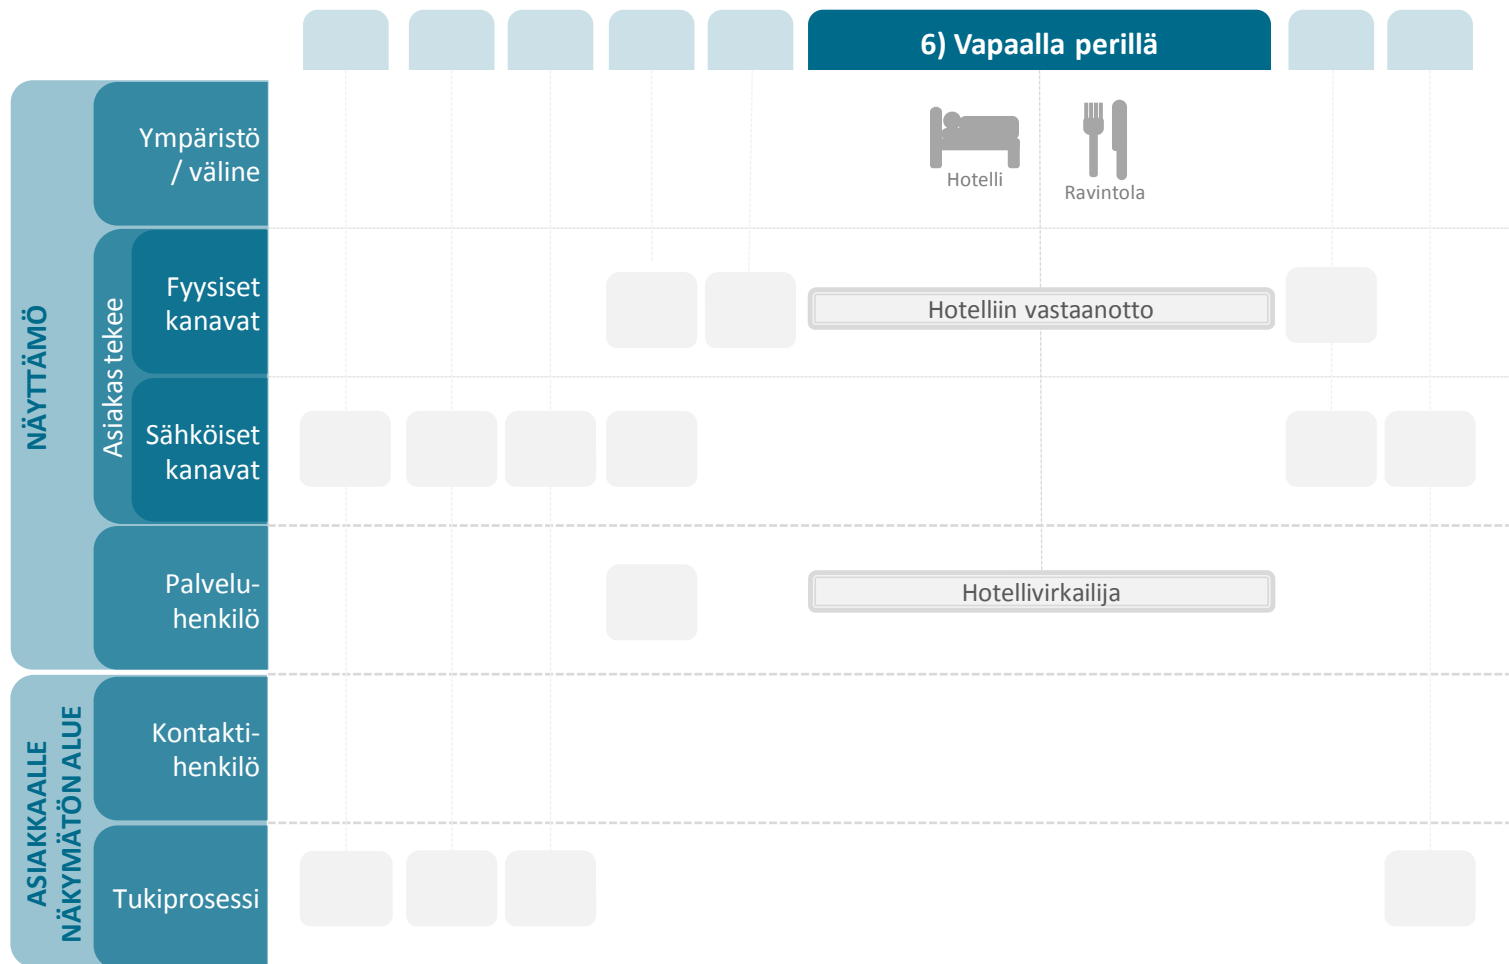 6) Vapaalla perillä
NÄYTTÄMÖ
Ympäristö
/ väline
Hotelli
Ravintola
Asiakas tekee
Fyysiset
kanavat
Hotelliin vastaanotto
Sähköiset
kanavat
Palvelu-
henkilö
Hotellivirkailija
ASIAKKAALLE
NÄKYMÄTÖN ALUE
Kontakti-
henkilö
Tukiprosessi